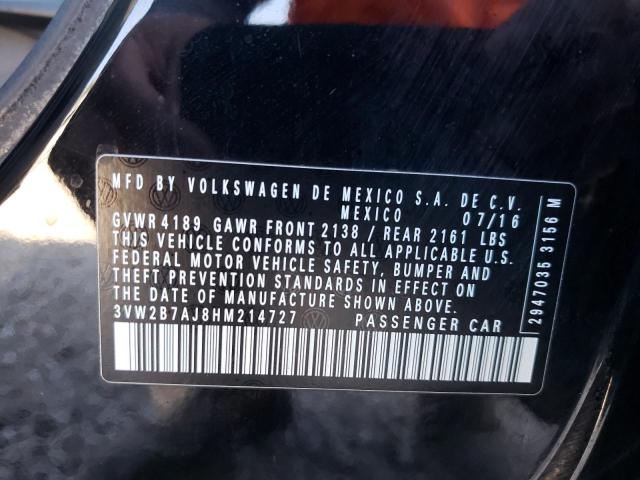 MFD BY VOLKSWAGEN DE MEXICO S.A. DE C.V.
MEXICO 07/16
GVWR 4189 GAWR FRONT 2138 / REAR 2161 LBS
THIS VEHICLE CONFORMS TO ALL APPLICABLE U.S.
FEDERAL MOTOR VEHICLE SAFETY, BUMPER AND
THEFT PREVENTION STANDARDS IN EFFECT ON
THE DATE OF MANUFACTURE SHOWN ABOVE.
3VW2B7AJ8HM214727 PASSENGER CAR
2947035 3156 M